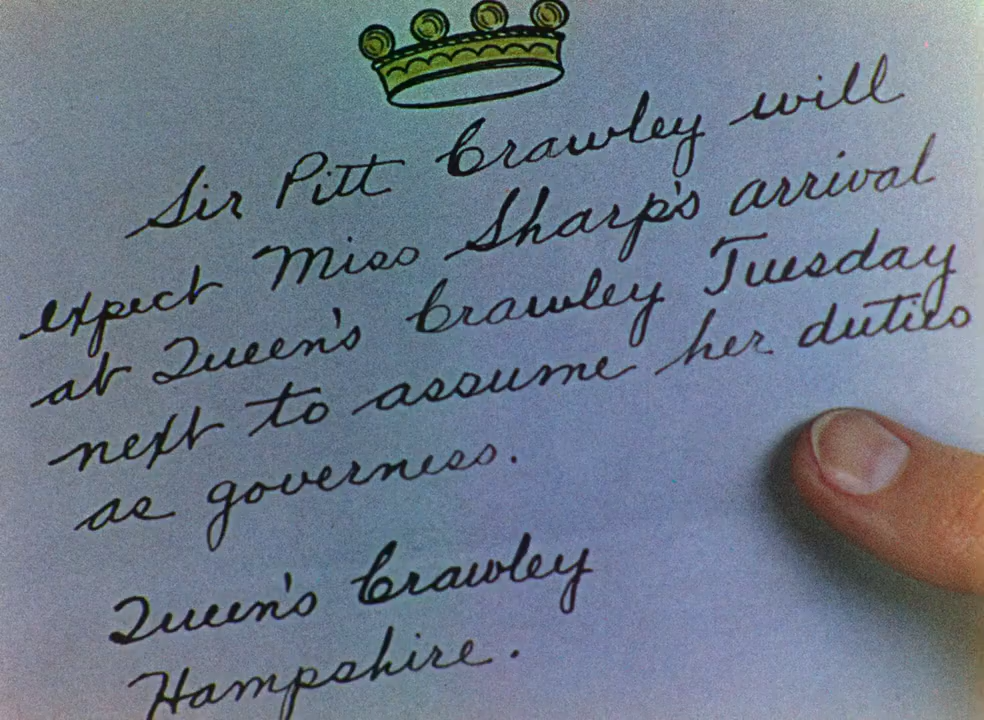 Sir Pitt Crawley will
expect Miss Sharp's arrival
at Queen's Crawley Tuesday
next to assume her duties
as governess.
Queen's Crawley
Hampshire.